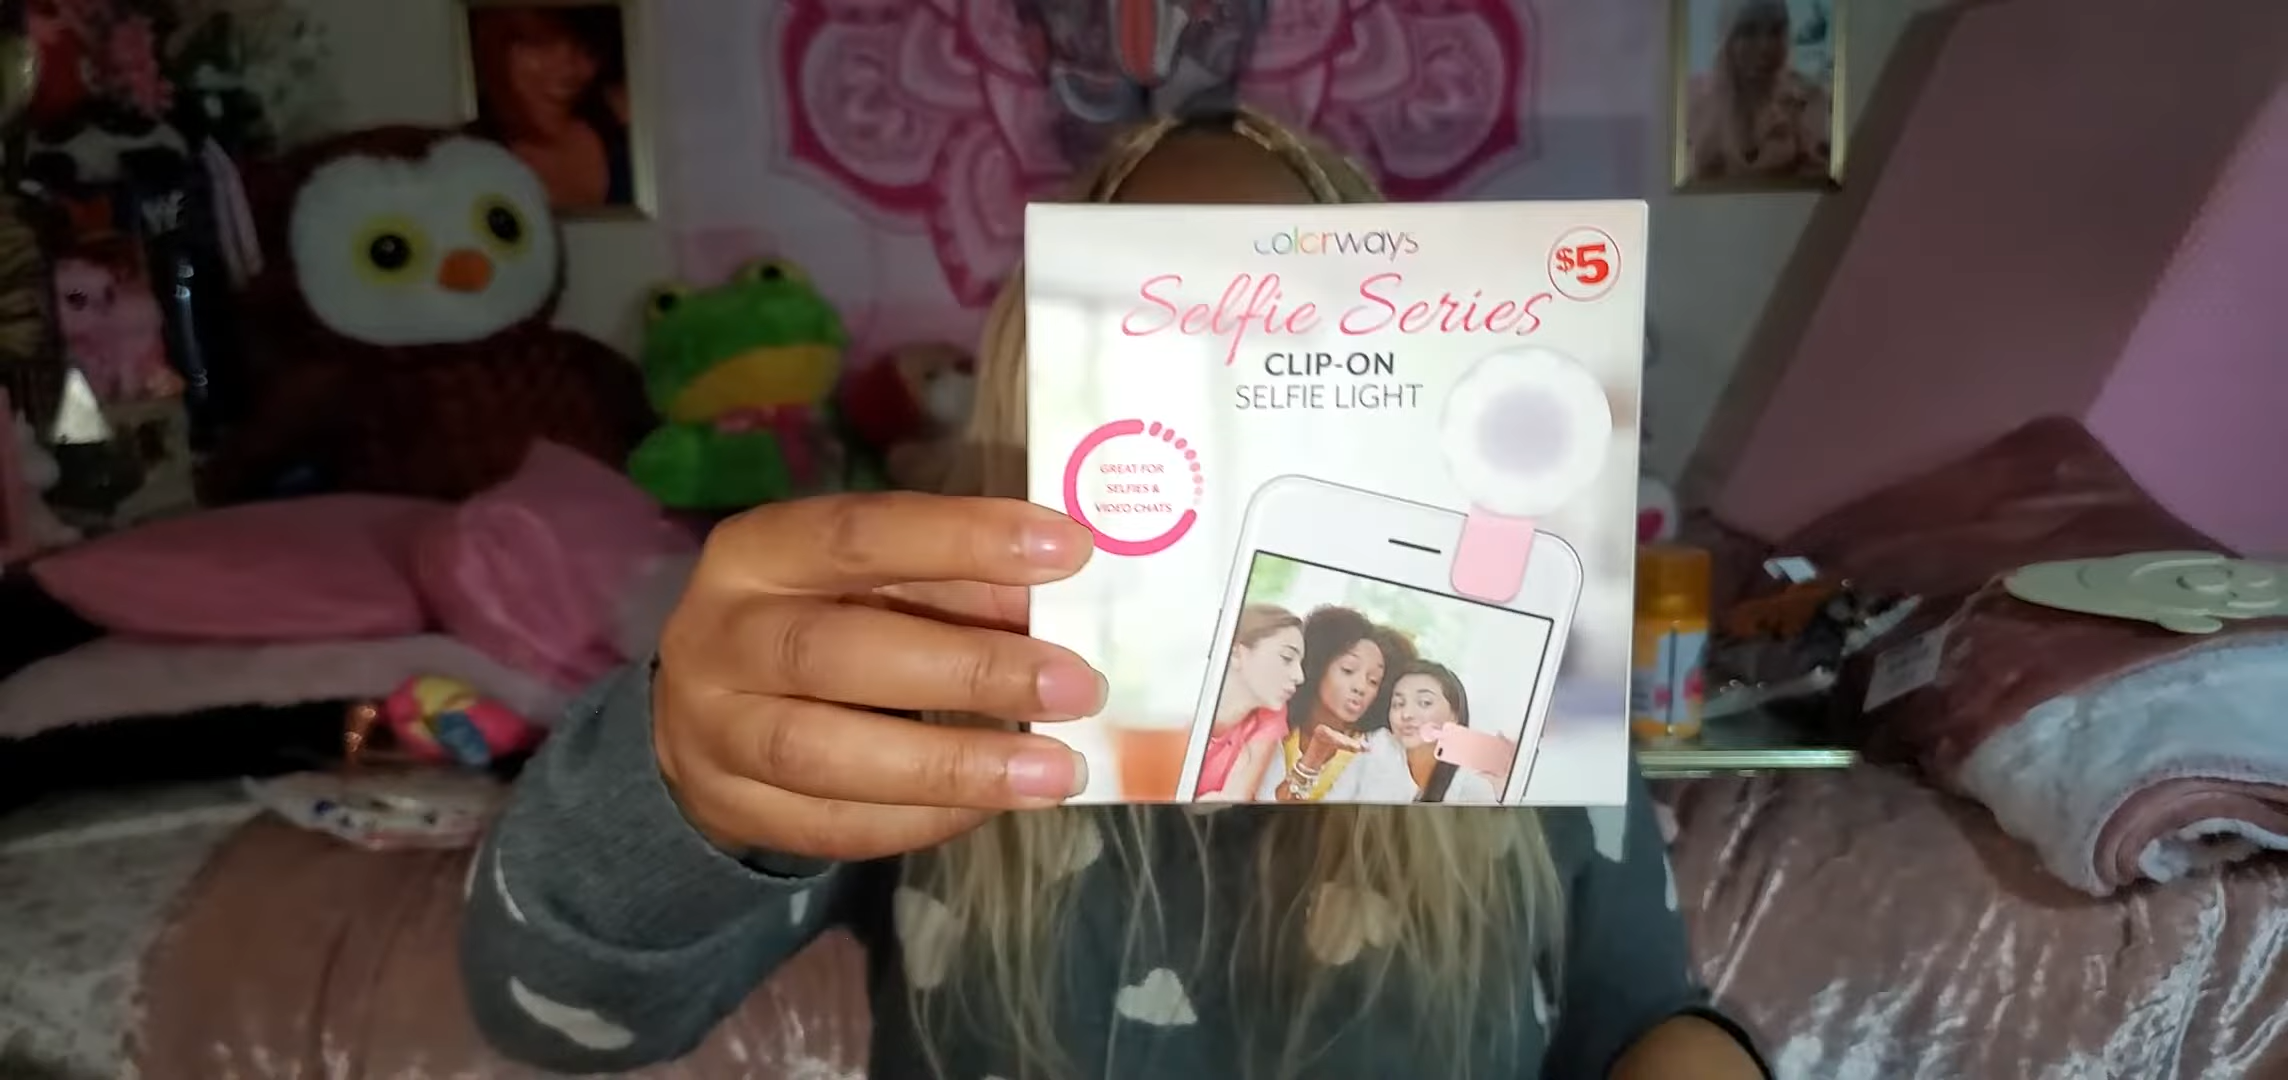 colorways
$5
Selfie Series
CLIP-ON
SELFIE LIGHT
GREAT FOR
SELFIES &
VIDEO CHATS